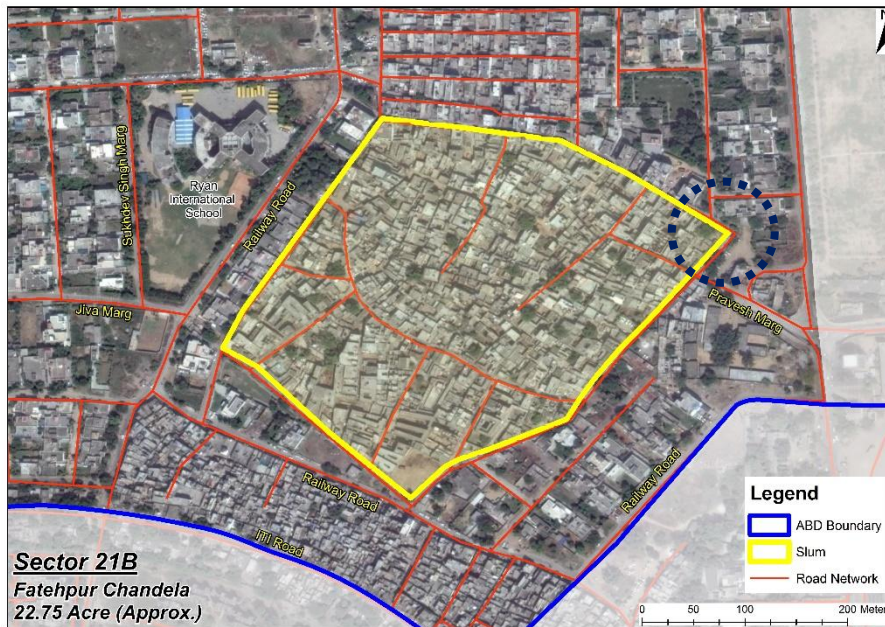 N
Sukhdev Singh Marg
Ryan
International
School
Railway Road
Jiva Marg
Pravesh Marg
Railway Road
Railway Road
ITI Road
Sector 21B
Fatehpur Chandela
22.75 Acre (Approx.)
Legend
ABD Boundary
Slum
Road Network
0 50 100 200 Meter